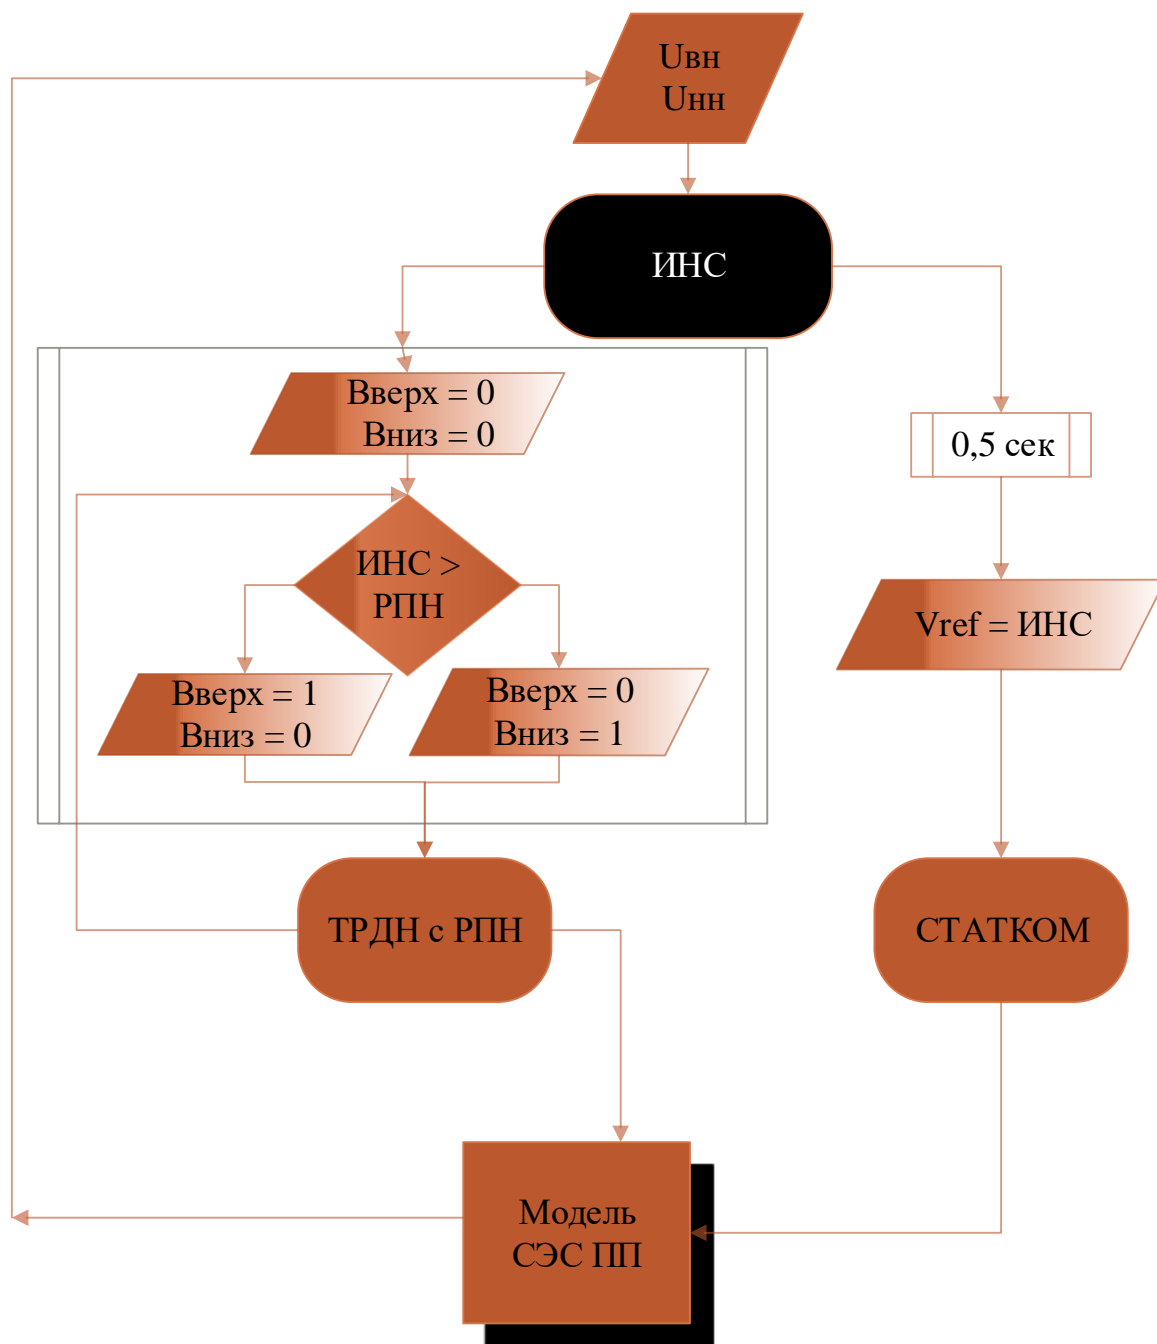 Uвн
Uнн
ИНС
Вверх = 0
Вниз = 0
0,5 сек
ИНС >
РПН
Vref = ИНС
Вверх = 1
Вниз = 0
Вверх = 0
Вниз = 1
ТРДН с РПН
СТАТКОМ
Модель
СЭС ПП